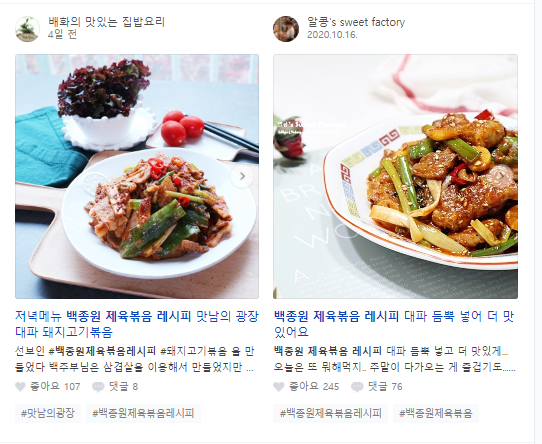 배화의 맛있는 집밥요리
4일 전
알콩's sweet factory
2020.10.16.
저녁메뉴 백종원 제육볶음 레시피 맛남의 광장
대파 돼지고기볶음
선보인 #백종원제육볶음레시피 #돼지고기볶음 을 만
들었다 백주부님은 삼겹살을 이용해서 만들었지만 ...
좋아요 107 댓글 8
#맛남의광장 #백종원제육볶음레시피
백종원 제육볶음 레시피 대파 듬뿍 넣어 더 맛
있어요
백종원 제육볶음 레시피 대파 듬뿍 넣고 더 맛있게...
오늘은 또 뭐해먹지.. 주말이 다가오는 게 즐겁기도......
좋아요 245 댓글 76
#백종원제육볶음레시피 #백종원제육볶음